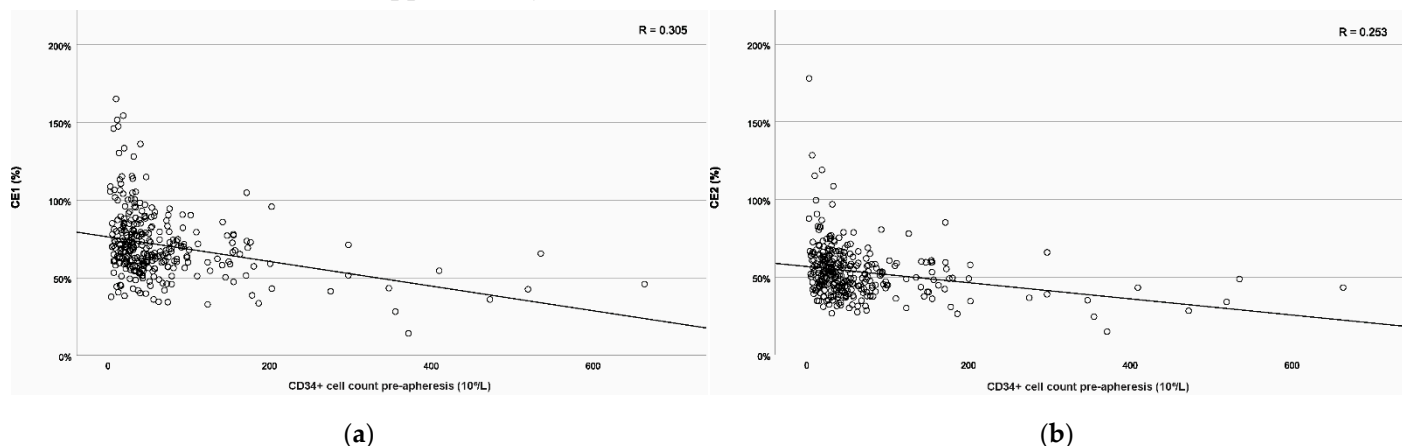 R = 0.305
200%
150%
100%
50%
0%
CE1 (%)
0 200 400 600
CD34+ cell count pre-apheresis (10⁶/L)
(a)
R = 0.253
200%
150%
100%
50%
0%
CE2 (%)
0 200 400 600
CD34+ cell count pre-apheresis (10⁶/L)
(b)